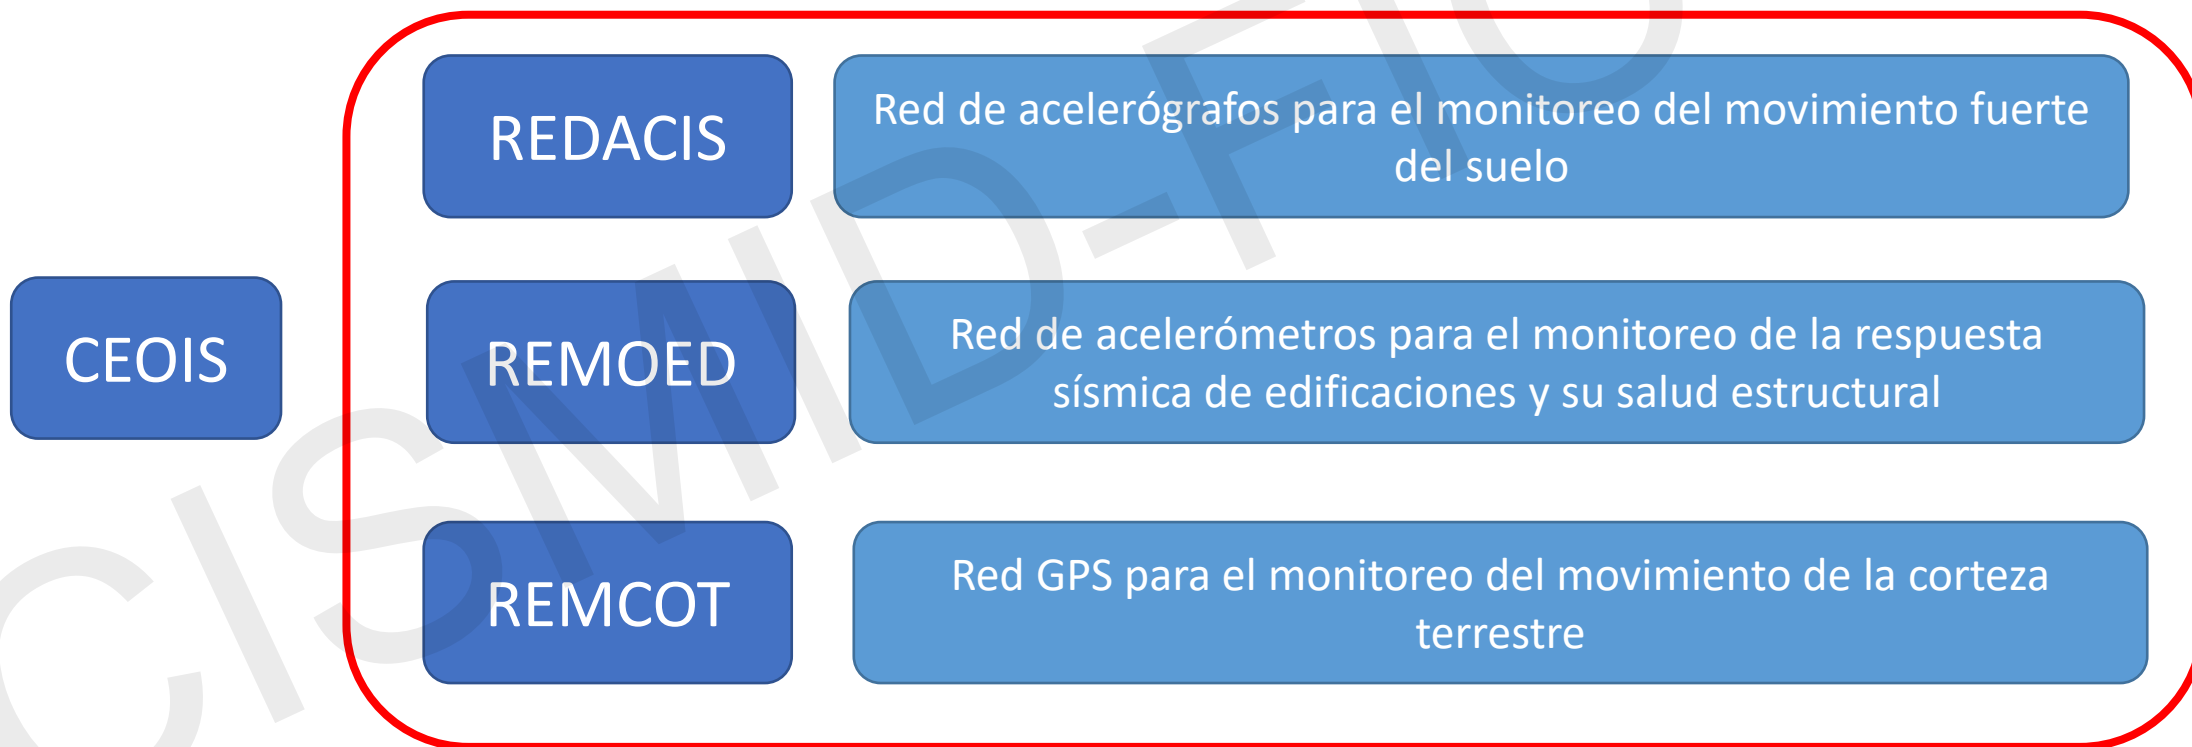 REDACIS
Red de acelerógrafos para el monitoreo del movimiento fuerte
del suelo
CEOIS
REMOED
Red de acelerómetros para el monitoreo de la respuesta
sísmica de edificaciones y su salud estructural
REMCOT
Red GPS para el monitoreo del movimiento de la corteza
terrestre
CISMID-FIC